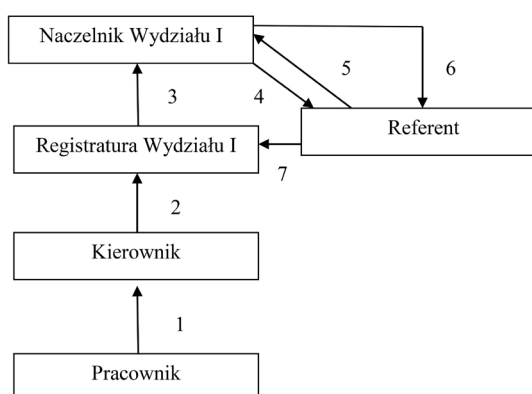 Naczelnik Wydziału I
5
6
3
4
Referent
Registratura Wydziału I
7
2
Kierownik
1
Pracownik